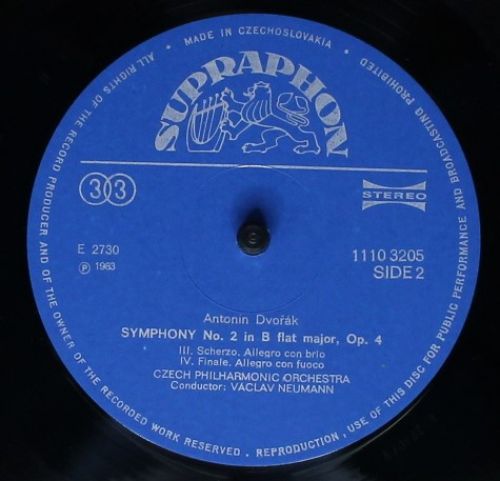 ALL RIGHTS OF THE RECORD PRODUCER AND OF THE OWNER OF THE RECORDED WORK RESERVED . REPRODUCTION, USE OF THIS DISC FOR PUBLIC PERFORMANCE AND BROADCASTING PROHIBITED
• MADE IN CZECHOSLOVAKIA •
SUPRAPHON
33
STEREO
E 2730
℗ 1983
1110 3205
SIDE 2
Antonín Dvořák
SYMPHONY No. 2 in B flat major, Op. 4
III. Scherzo. Allegro con brio
IV. Finale. Allegro con fuoco
CZECH PHILHARMONIC ORCHESTRA
Conductor: VÁCLAV NEUMANN